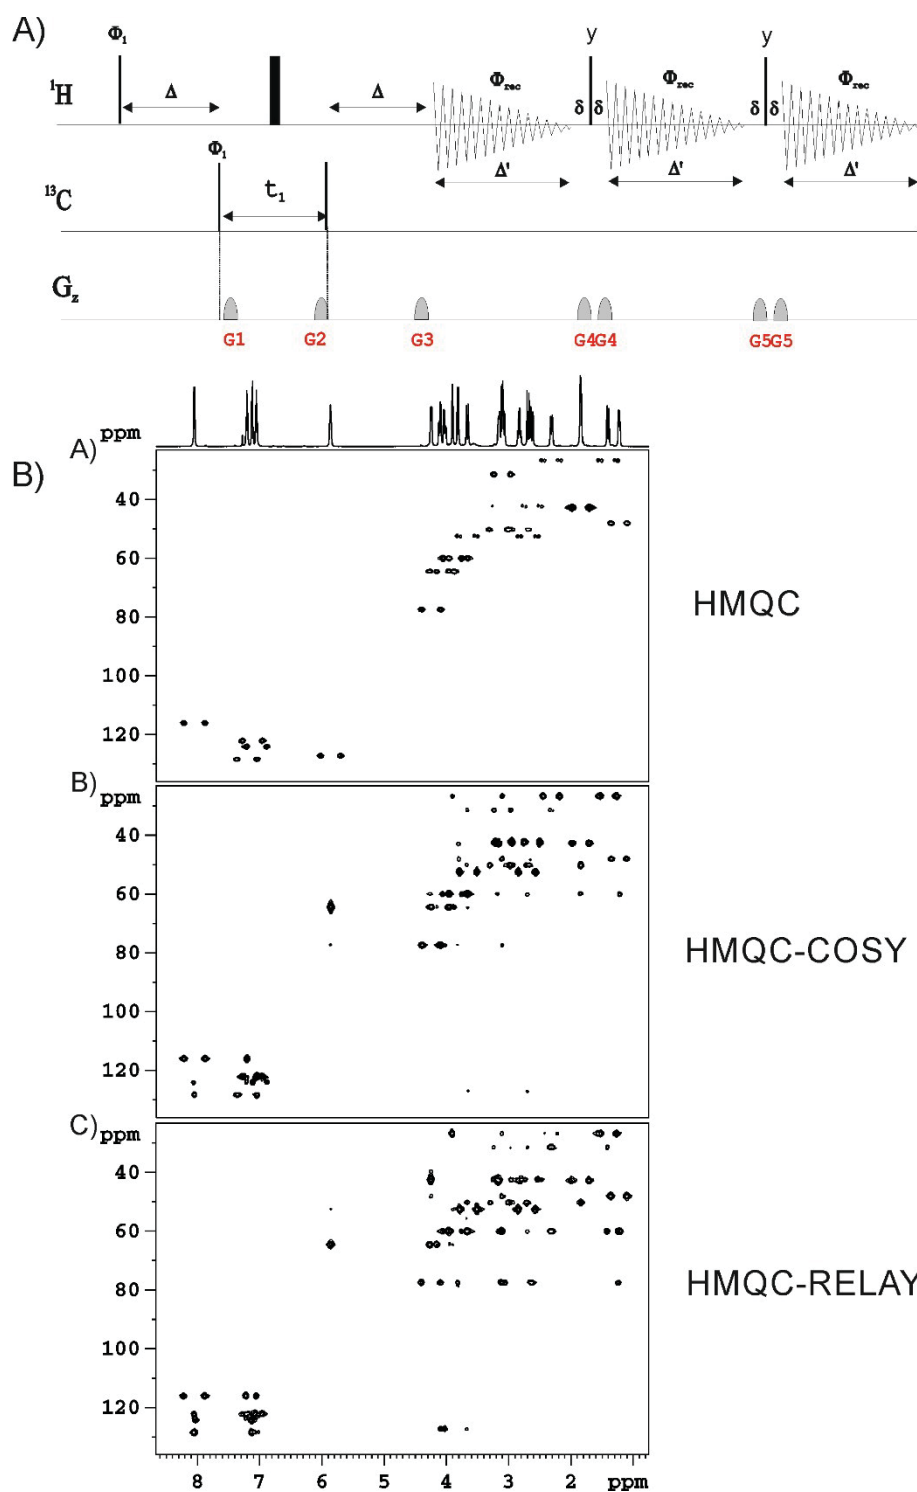 A)
Φ₁ y y
¹H Δ Δ Φrec δ δ Φrec δ δ Φrec
Δ' Δ' Δ'
Φ₁
¹³C t₁
Gz
G1 G2 G3 G4G4 G5G5
ppm
B) A)
40
60
HMQC
80
100
120
B) ppm
40
60
HMQC-COSY
80
100
120
C) ppm
40
60
HMQC-RELAY
80
100
120
8 7 6 5 4 3 2 ppm